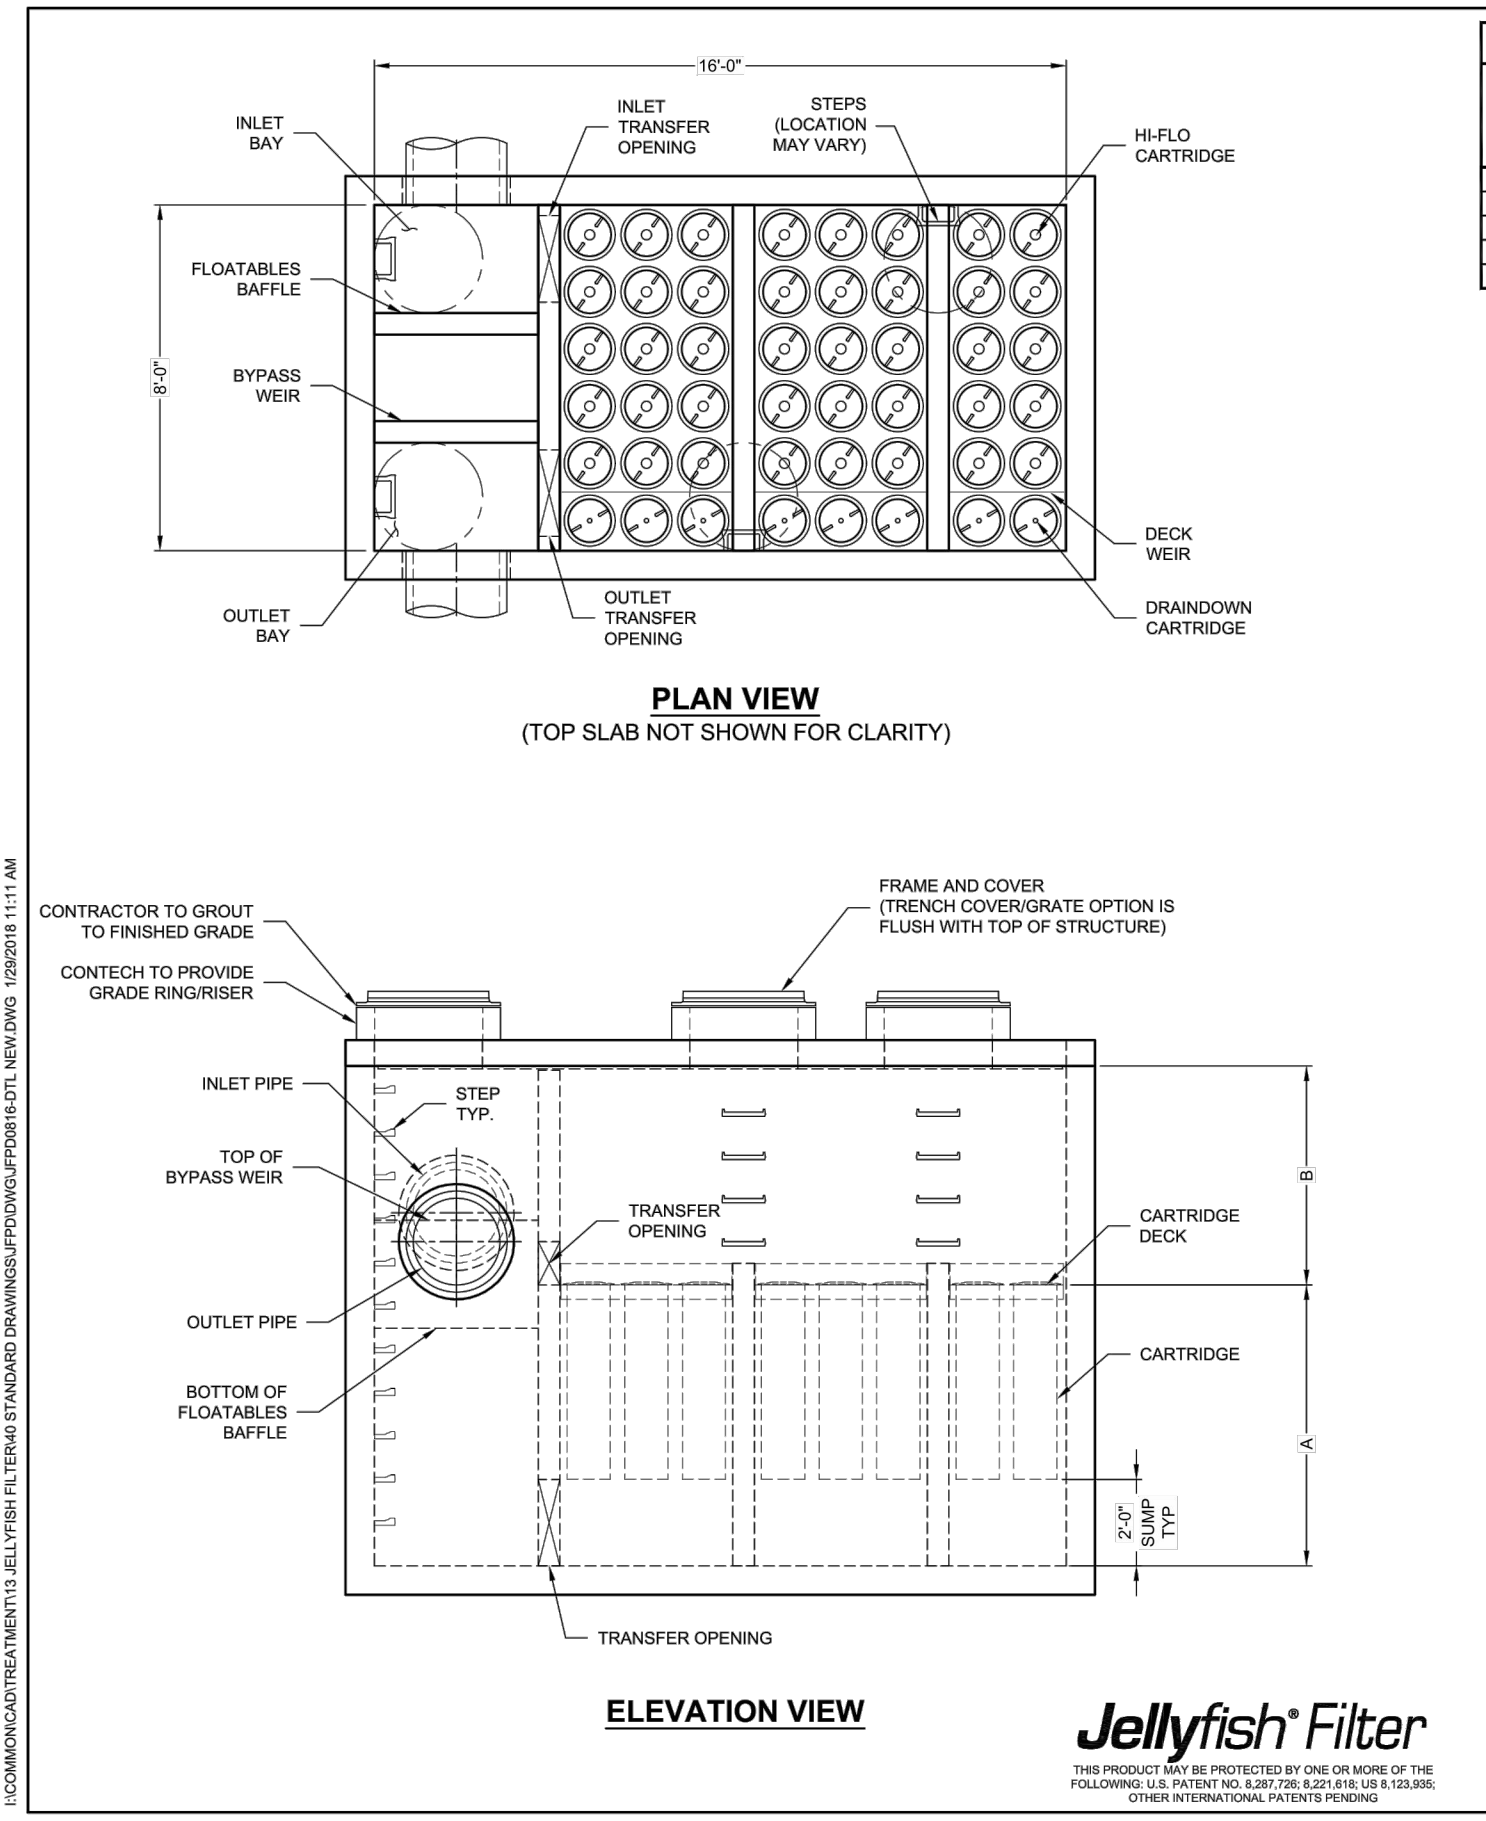 16'-0"
INLET
BAY
INLET
TRANSFER
OPENING
STEPS
(LOCATION
MAY VARY)
HI-FLO
CARTRIDGE
FLOATABLES
BAFFLE
8'-0"
BYPASS
WEIR
DECK
WEIR
OUTLET
BAY
OUTLET
TRANSFER
OPENING
DRAINDOWN
CARTRIDGE
PLAN VIEW
(TOP SLAB NOT SHOWN FOR CLARITY)
CONTRACTOR TO GROUT
TO FINISHED GRADE
CONTECH TO PROVIDE
GRADE RING/RISER
FRAME AND COVER
(TRENCH COVER/GRATE OPTION IS
FLUSH WITH TOP OF STRUCTURE)
INLET PIPE
STEP
TYP.
TOP OF
BYPASS WEIR
TRANSFER
OPENING
B
CARTRIDGE
DECK
OUTLET PIPE
CARTRIDGE
BOTTOM OF
FLOATABLES
BAFFLE
A
2'-0"
SUMP
TYP
TRANSFER OPENING
ELEVATION VIEW
Jellyfish® Filter
THIS PRODUCT MAY BE PROTECTED BY ONE OR MORE OF THE
FOLLOWING: U.S. PATENT NO. 8,287,726; 8,221,618; US 8,123,935;
OTHER INTERNATIONAL PATENTS PENDING
I:\COMMON\CAD\TREATMENT\13 JELLYFISH FILTER\40 STANDARD DRAWINGS\JFPD\DWG\JFPD0816-DTL NEW.DWG 1/29/2018 11:11 AM